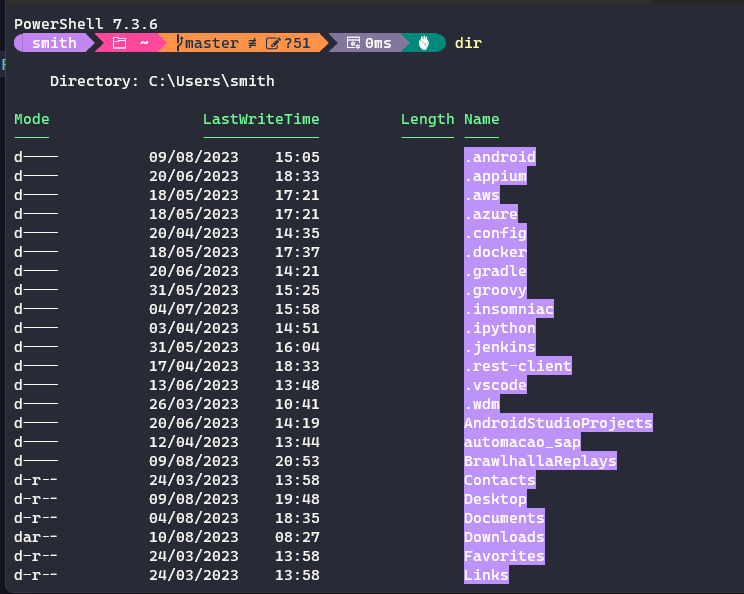 PowerShell 7.3.6
smith ~ master ≢ ?51 0ms dir
Directory: C:\Users\smith
Mode LastWriteTime Length Name
d---- 09/08/2023 15:05 .android
d---- 20/06/2023 18:33 .appium
d---- 18/05/2023 17:21 .aws
d---- 18/05/2023 17:21 .azure
d---- 20/04/2023 14:35 .config
d---- 18/05/2023 17:37 .docker
d---- 20/06/2023 14:21 .gradle
d---- 31/05/2023 15:25 .groovy
d---- 04/07/2023 15:58 .insomniac
d---- 03/04/2023 14:51 .ipython
d---- 31/05/2023 16:04 .jenkins
d---- 17/04/2023 18:33 .rest-client
d---- 13/06/2023 13:48 .vscode
d---- 26/03/2023 10:41 .wdm
d---- 20/06/2023 14:19 AndroidStudioProjects
d---- 12/04/2023 13:44 automacao_sap
d---- 09/08/2023 20:53 BrawlhallaReplays
d-r-- 24/03/2023 13:58 Contacts
d-r-- 09/08/2023 19:48 Desktop
d-r-- 04/08/2023 18:35 Documents
dar-- 10/08/2023 08:27 Downloads
d-r-- 24/03/2023 13:58 Favorites
d-r-- 24/03/2023 13:58 Links